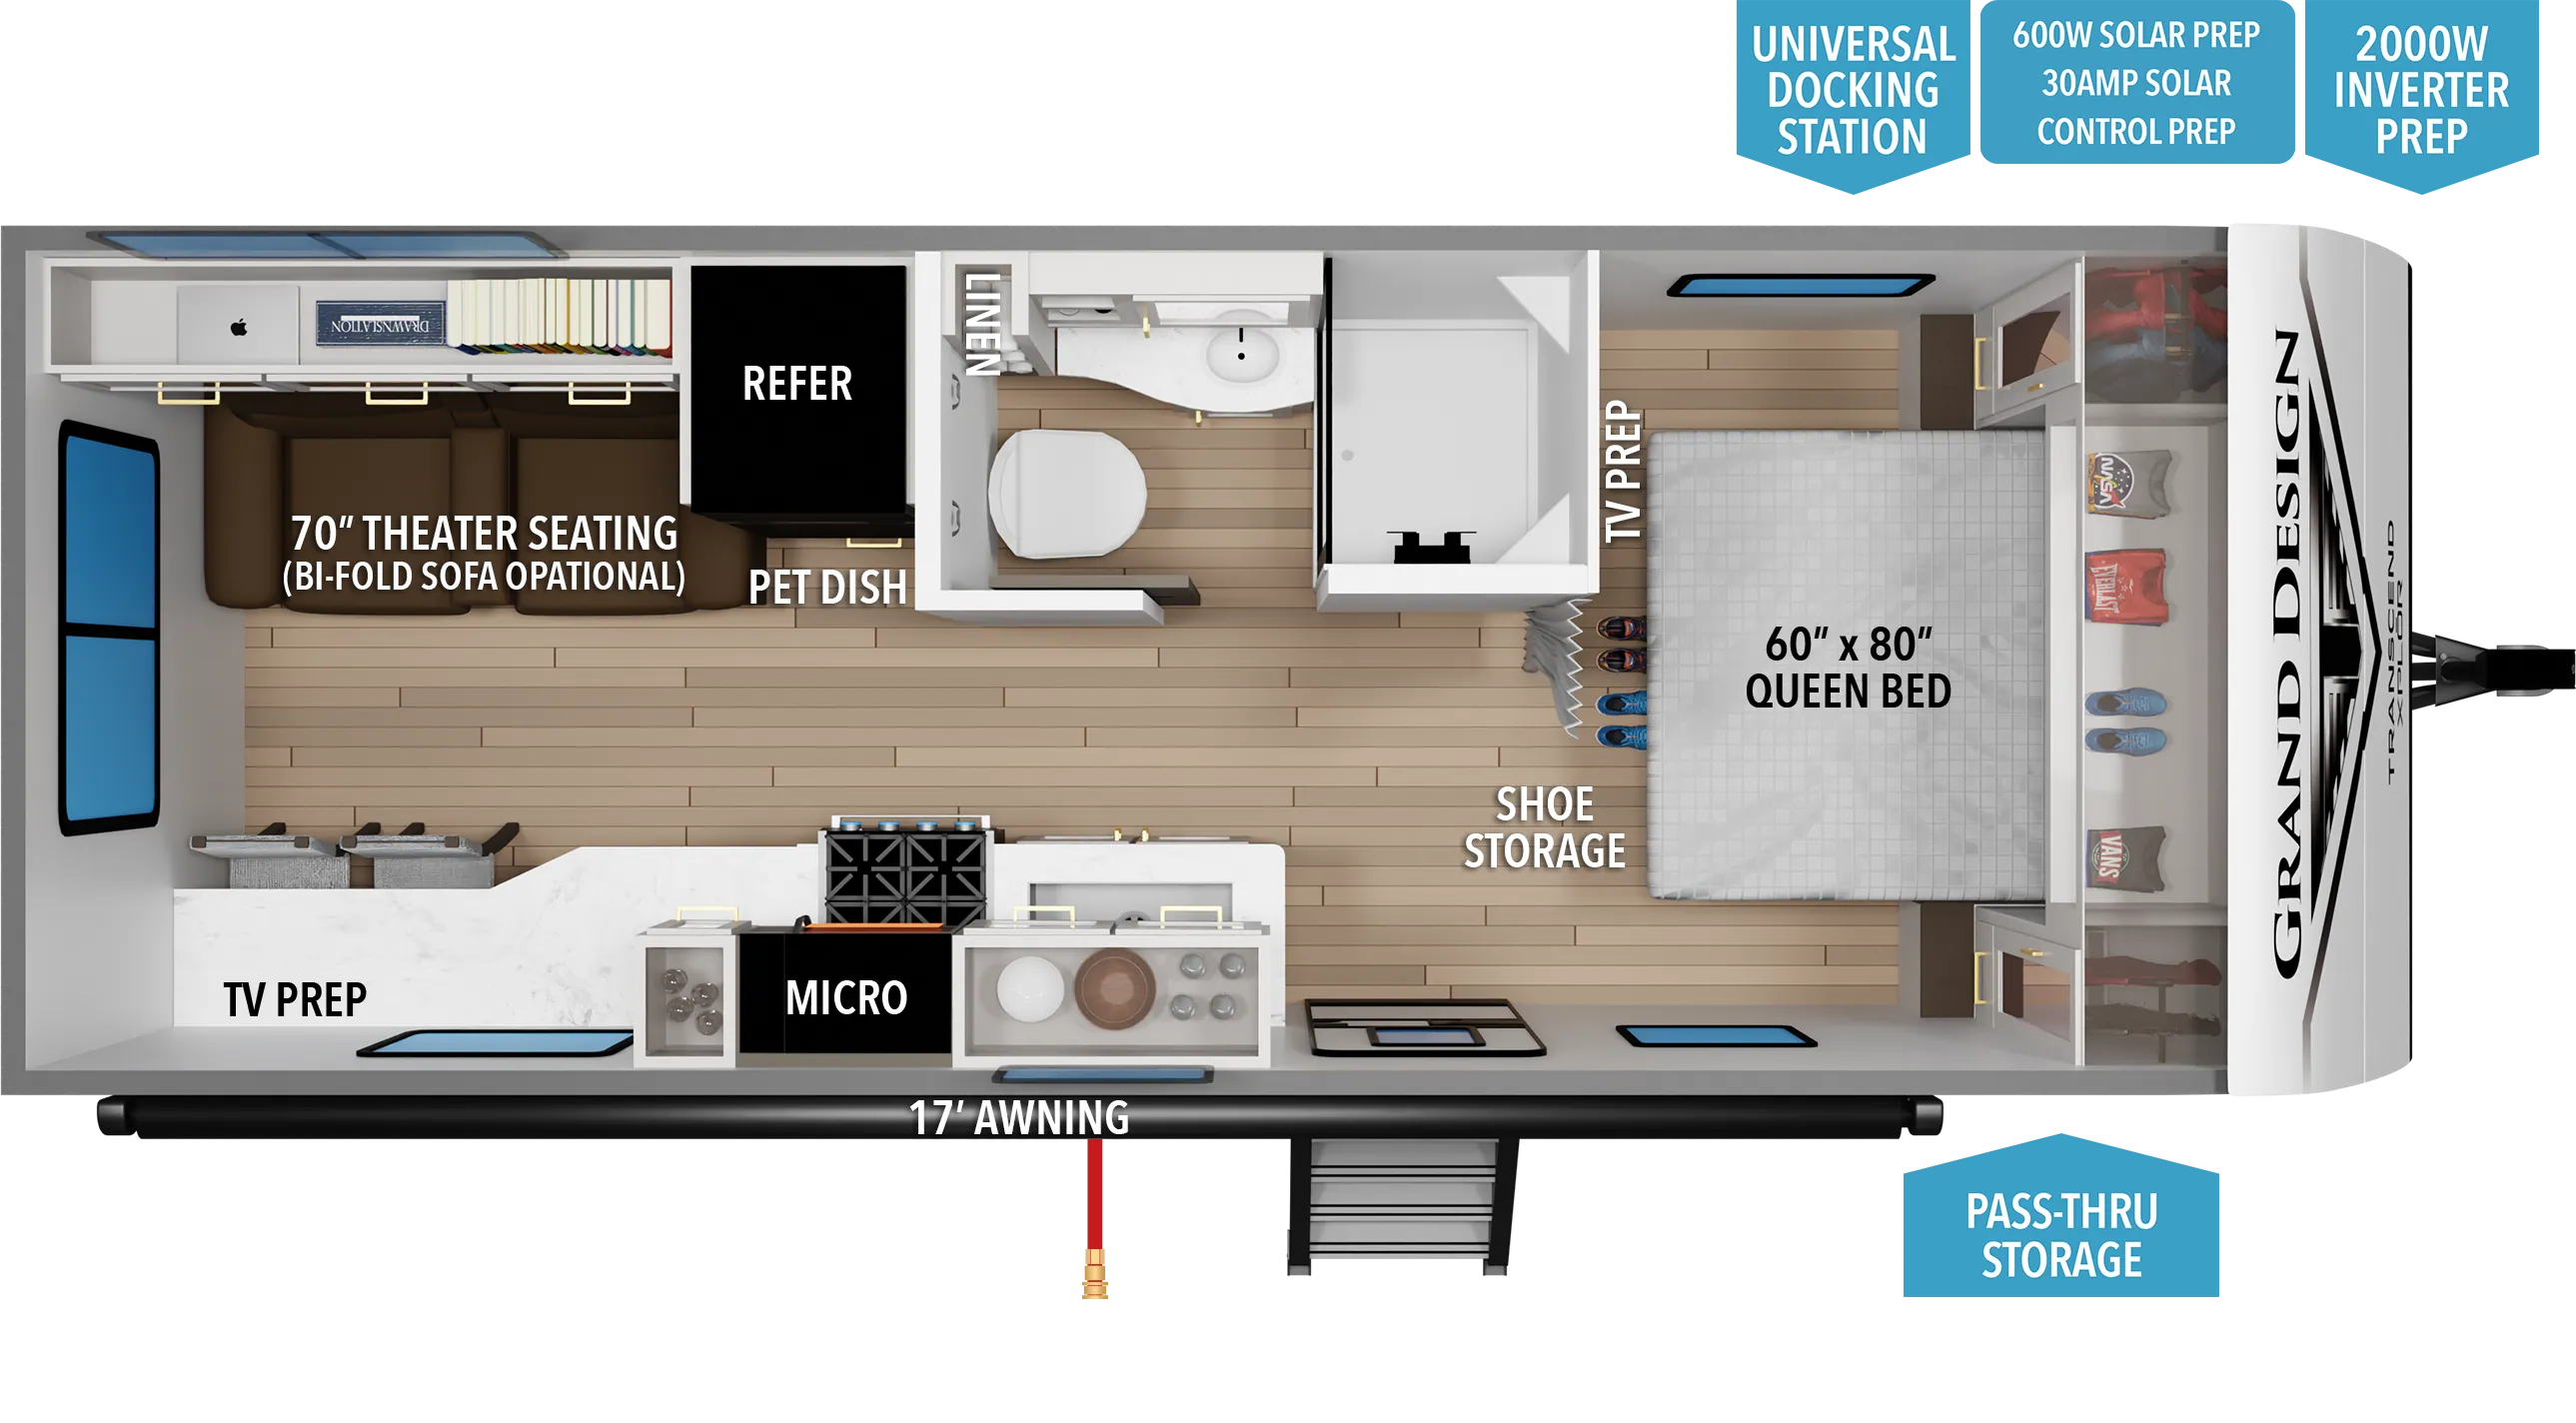 UNIVERSAL
DOCKING
STATION
600W SOLAR PREP
30AMP SOLAR
CONTROL PREP
2000W
INVERTER
PREP
LINEN
DRAWNSLATION
REFER
TV PREP
70″ THEATER SEATING
(BI-FOLD SOFA OPATIONAL)
PET DISH
60″ x 80″
QUEEN BED
NASA
EVERLAST
VANS
GRAND DESIGN
TRANSCEND
XPLOR
SHOE
STORAGE
TV PREP
MICRO
17′ AWNING
PASS-THRU
STORAGE